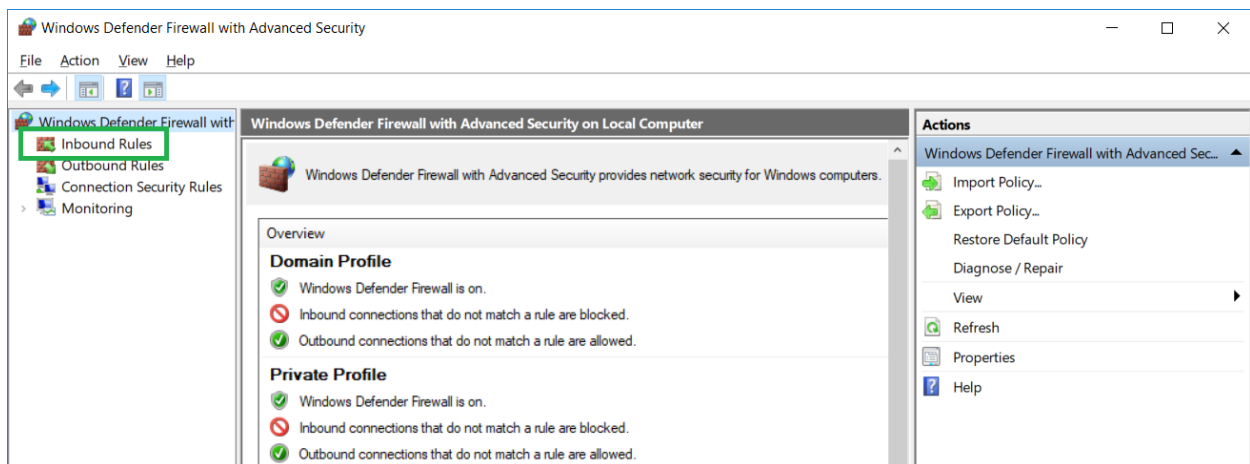 Windows Defender Firewall with Advanced Security
File Action View Help
Windows Defender Firewall with
Inbound Rules
Outbound Rules
Connection Security Rules
Monitoring
Windows Defender Firewall with Advanced Security on Local Computer
Windows Defender Firewall with Advanced Security provides network security for Windows computers.
Overview
Domain Profile
Windows Defender Firewall is on.
Inbound connections that do not match a rule are blocked.
Outbound connections that do not match a rule are allowed.
Private Profile
Windows Defender Firewall is on.
Inbound connections that do not match a rule are blocked.
Outbound connections that do not match a rule are allowed.
Actions
Windows Defender Firewall with Advanced Sec...
Import Policy...
Export Policy...
Restore Default Policy
Diagnose / Repair
View
Refresh
Properties
Help